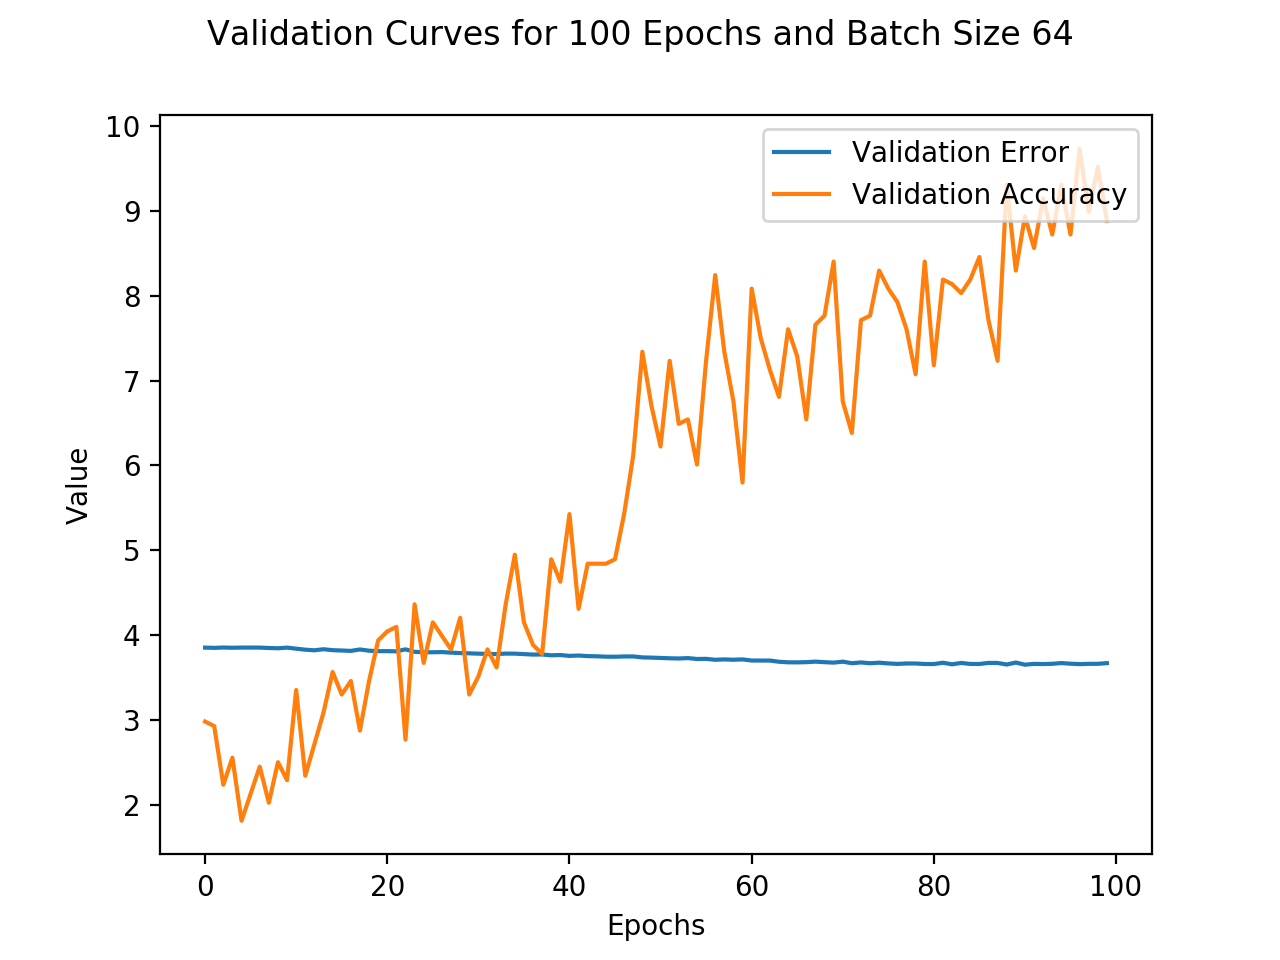 Validation Curves for 100 Epochs and Batch Size 64
Validation Error
Validation Accuracy
10
9
8
7
6
5
4
3
2
Value
0 20 40 60 80 100
Epochs